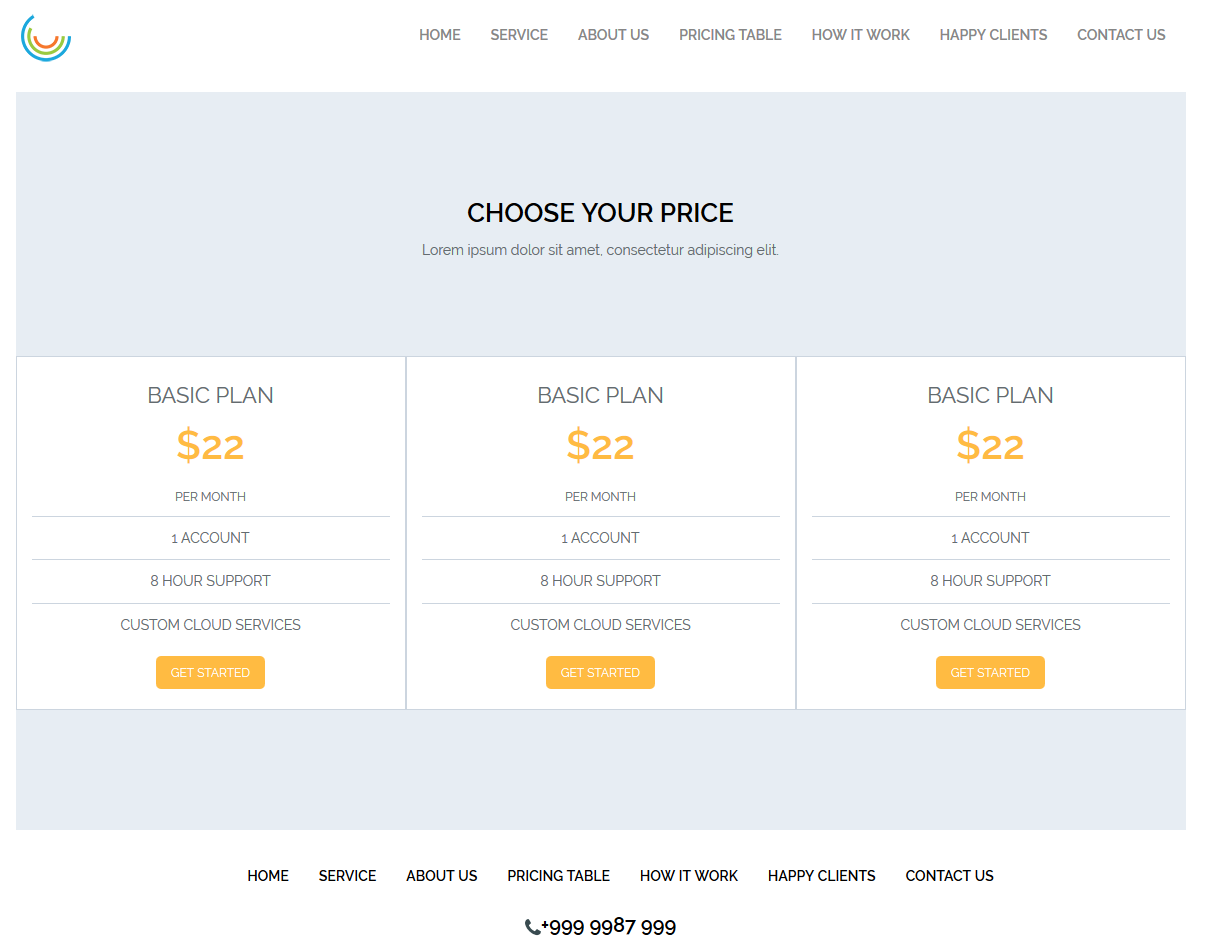 HOME SERVICE ABOUT US PRICING TABLE HOW IT WORK HAPPY CLIENTS CONTACT US
CHOOSE YOUR PRICE
Lorem ipsum dolor sit amet, consectetur adipiscing elit.
BASIC PLAN
$22
PER MONTH
1 ACCOUNT
8 HOUR SUPPORT
CUSTOM CLOUD SERVICES
GET STARTED
BASIC PLAN
$22
PER MONTH
1 ACCOUNT
8 HOUR SUPPORT
CUSTOM CLOUD SERVICES
GET STARTED
BASIC PLAN
$22
PER MONTH
1 ACCOUNT
8 HOUR SUPPORT
CUSTOM CLOUD SERVICES
GET STARTED
HOME SERVICE ABOUT US PRICING TABLE HOW IT WORK HAPPY CLIENTS CONTACT US
+999 9987 999